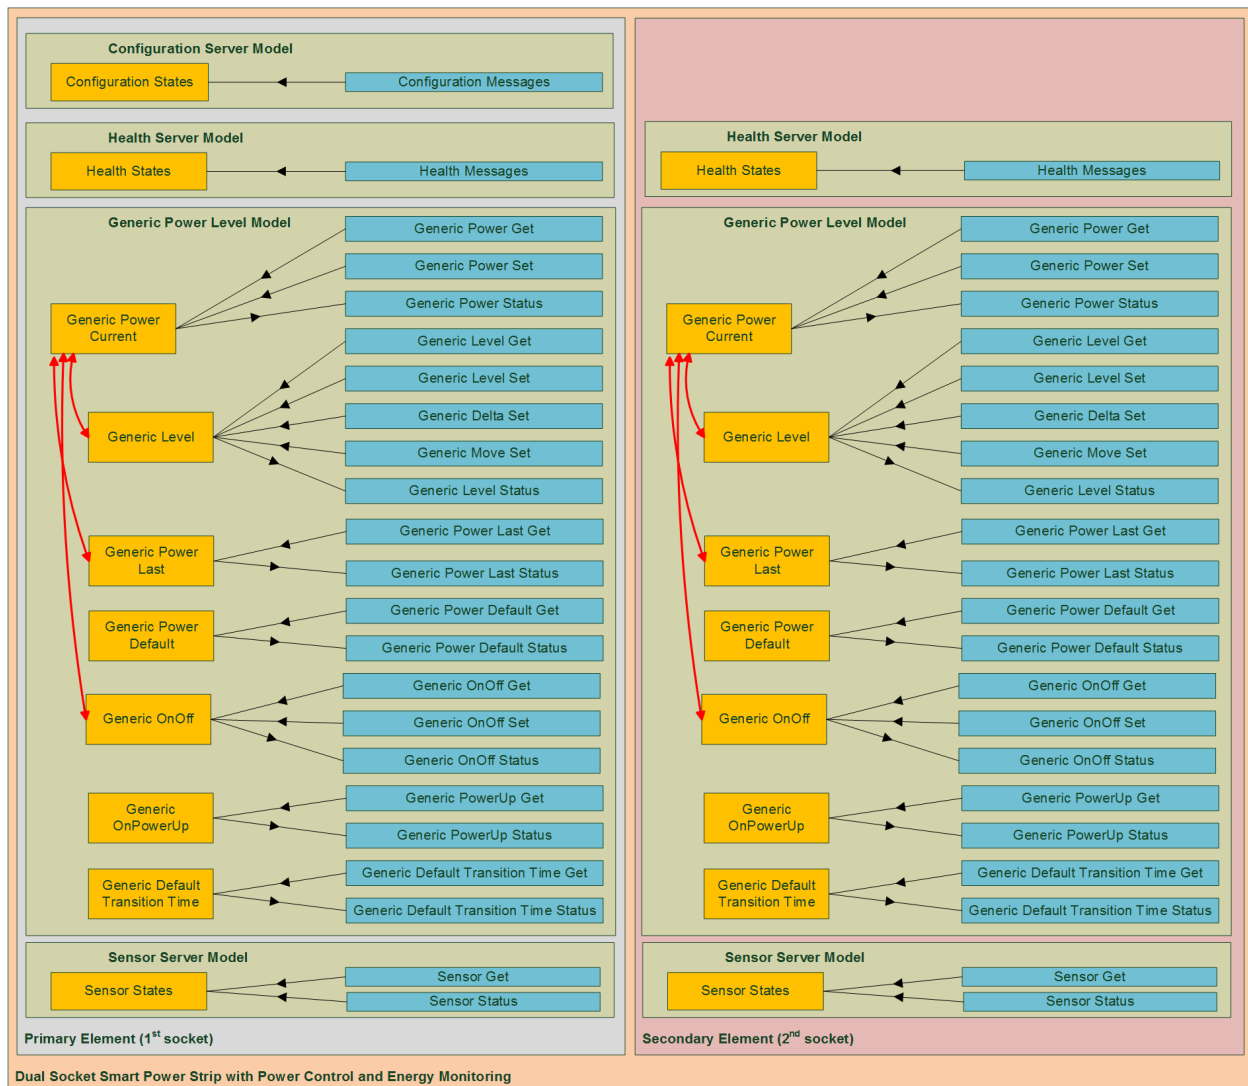 Configuration Server Model
Configuration States
Configuration Messages
Health Server Model
Health States
Health Messages
Generic Power Level Model
Generic Power Get
Generic Power Set
Generic Power Status
Generic Power
Current
Generic Level Get
Generic Level Set
Generic Delta Set
Generic Move Set
Generic Level Status
Generic Level
Generic Power Last Get
Generic Power Last Status
Generic Power
Last
Generic Power Default Get
Generic Power Default Status
Generic Power
Default
Generic OnOff Get
Generic OnOff Set
Generic OnOff Status
Generic OnOff
Generic PowerUp Get
Generic PowerUp Status
Generic
OnPowerUp
Generic Default Transition Time Get
Generic Default Transition Time Status
Generic Default
Transition Time
Sensor Server Model
Sensor States
Sensor Get
Sensor Status
Primary Element (1st socket)
Health Server Model
Health States
Health Messages
Generic Power Level Model
Generic Power Get
Generic Power Set
Generic Power Status
Generic Power
Current
Generic Level Get
Generic Level Set
Generic Delta Set
Generic Move Set
Generic Level Status
Generic Level
Generic Power Last Get
Generic Power Last Status
Generic Power
Last
Generic Power Default Get
Generic Power Default Status
Generic Power
Default
Generic OnOff Get
Generic OnOff Set
Generic OnOff Status
Generic OnOff
Generic PowerUp Get
Generic PowerUp Status
Generic
OnPowerUp
Generic Default Transition Time Get
Generic Default Transition Time Status
Generic Default
Transition Time
Sensor Server Model
Sensor States
Sensor Get
Sensor Status
Secondary Element (2nd socket)
Dual Socket Smart Power Strip with Power Control and Energy Monitoring